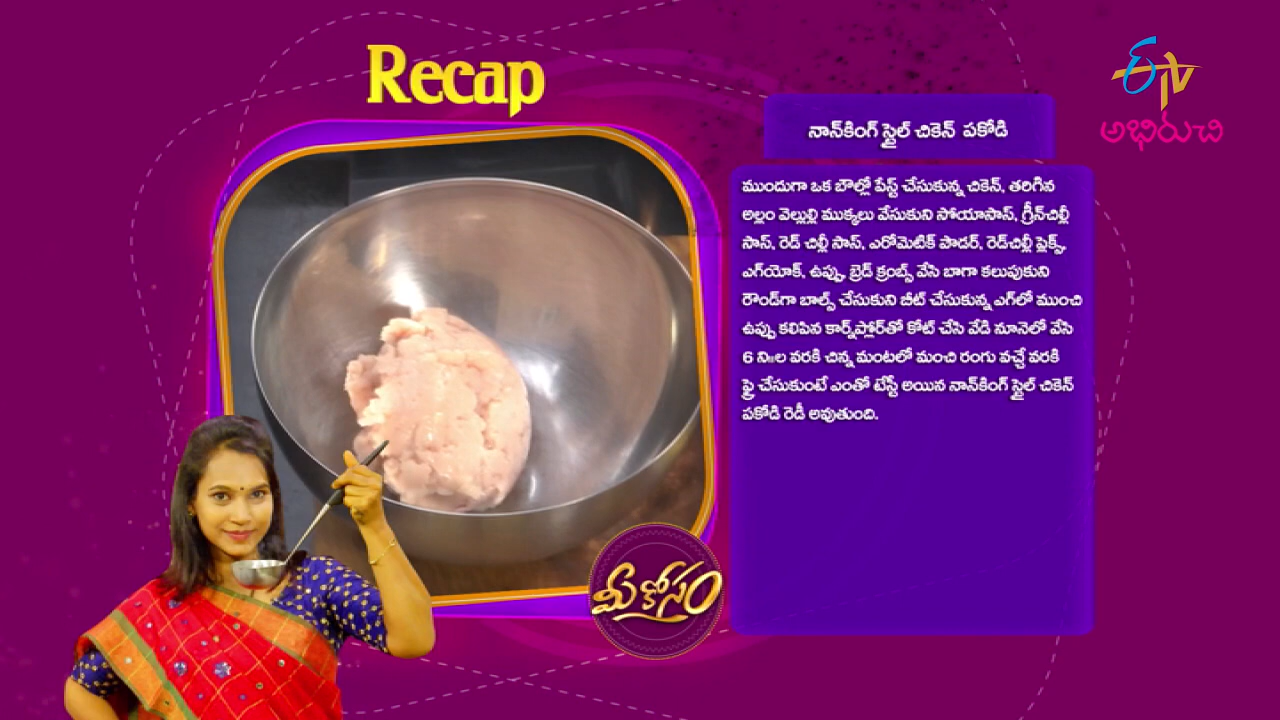 Recap
ETV
అభిరుచి
నాన్‌కింగ్ స్టైల్ చికెన్ పకోడి
ముందుగా ఒక బౌల్లో పేస్ట్ చేసుకున్న చికెన్, తరిగిన
అల్లం వెల్లుల్లి ముక్కలు వేసుకుని సోయాసాస్, గ్రీన్‌చిల్లీ
సాస్, రెడ్ చిల్లీ సాస్, ఎరోమెటిక్ పౌడర్, రెడ్‌చిల్లీ ఫ్లెక్స్,
ఎగ్‌యోక్, ఉప్పు, బ్రెడ్ క్రంబ్స్ వేసి బాగా కలుపుకుని
రౌండ్‌గా బాల్స్ చేసుకుని బీట్ చేసుకున్న ఎగ్‌లో ముంచి
ఉప్పు కలిపిన కార్న్‌ఫ్లోర్‌తో కోట్ చేసి వేడి నూనెలో వేసి
6 ని॥ల వరకి చిన్న మంటలో మంచి రంగు వచ్చే వరకి
ఫ్రై చేసుకుంటే ఎంతో టేస్టీ అయిన నాన్‌కింగ్ స్టైల్ చికెన్
పకోడి రెడీ అవుతుంది.
మీ కోసం